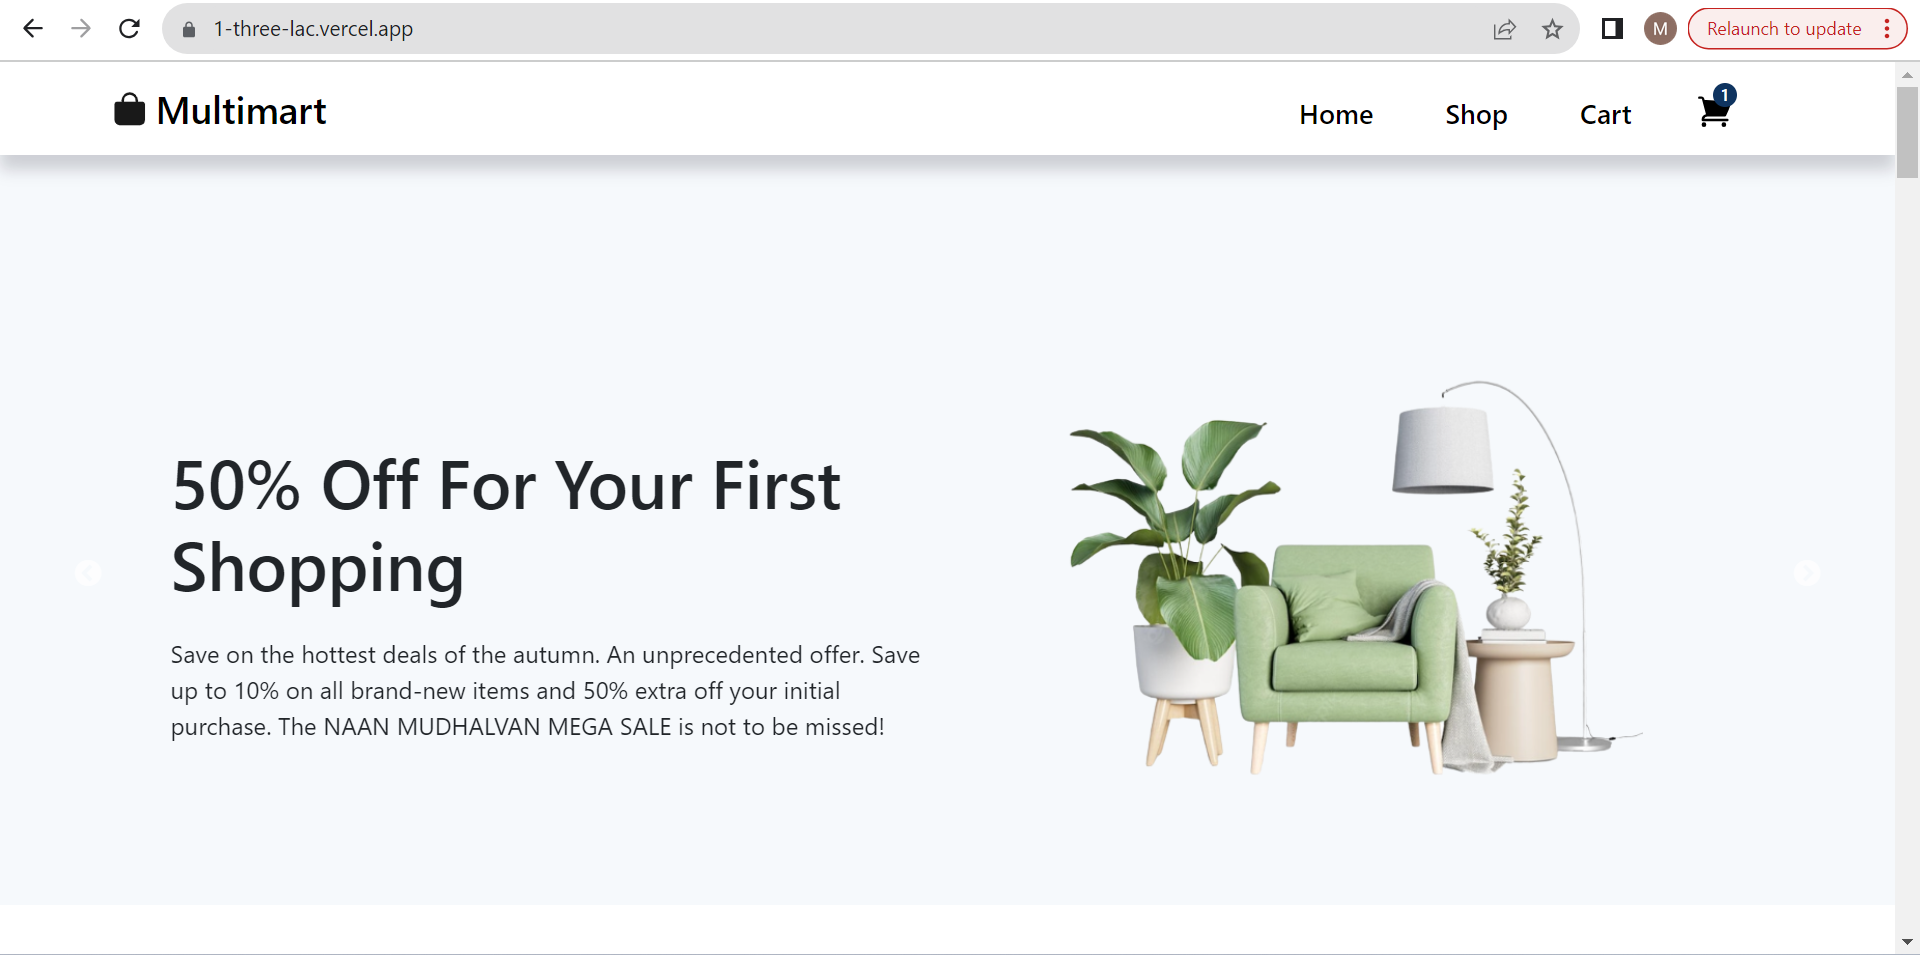 1-three-lac.vercel.app
M
Relaunch to update
Multimart
Home
Shop
Cart
1
50% Off For Your First
Shopping
Save on the hottest deals of the autumn. An unprecedented offer. Save
up to 10% on all brand-new items and 50% extra off your initial
purchase. The NAAN MUDHALVAN MEGA SALE is not to be missed!